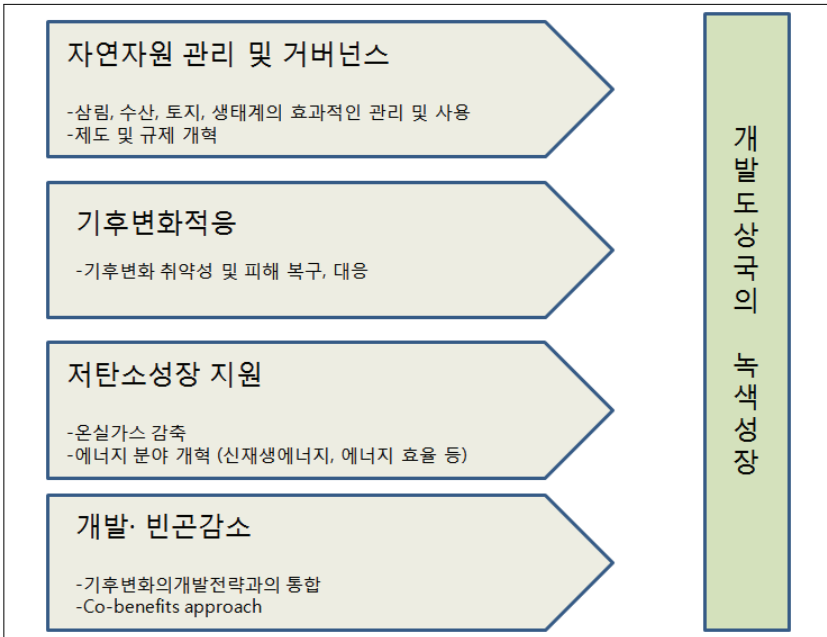 자연자원 관리 및 거버넌스
-삼림, 수산, 토지, 생태계의 효과적인 관리 및 사용
-제도 및 규제 개혁
기후변화적응
-기후변화 취약성 및 피해 복구, 대응
저탄소성장 지원
-온실가스 감축
-에너지 분야 개혁 (신재생에너지, 에너지 효율 등)
개발· 빈곤감소
-기후변화의개발전략과의 통합
-Co-benefits approach
개발도상국의 녹색성장